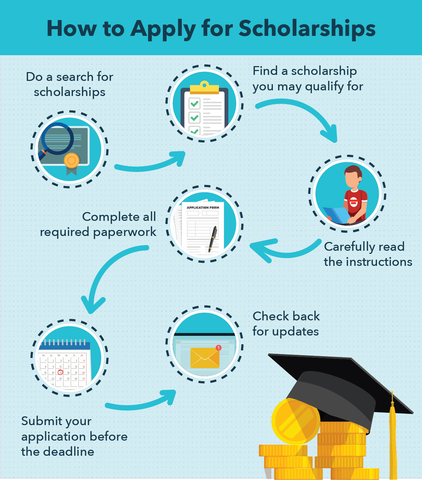 How to Apply for Scholarships
Do a search for
scholarships
Find a scholarship
you may qualify for
Carefully read
the instructions
APPLICATION FORM
Complete all
required paperwork
Submit your
application before
the deadline
Check back
for updates